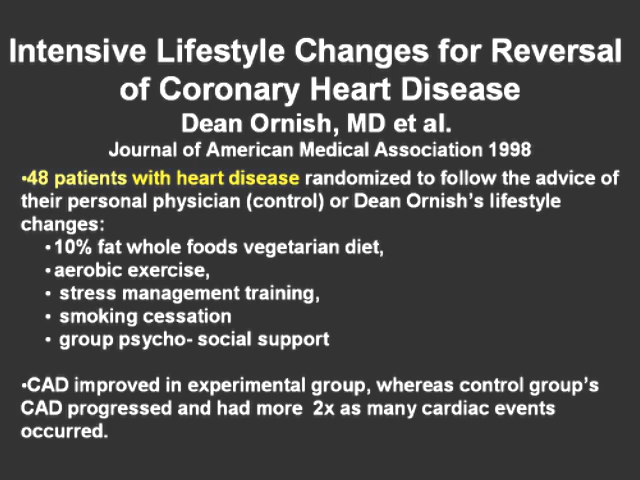 Intensive Lifestyle Changes for Reversal
of Coronary Heart Disease
Dean Ornish, MD et al.
Journal of American Medical Association 1998
•48 patients with heart disease randomized to follow the advice of
their personal physician (control) or Dean Ornish's lifestyle
changes:
•10% fat whole foods vegetarian diet,
•aerobic exercise,
• stress management training,
• smoking cessation
• group psycho- social support
•CAD improved in experimental group, whereas control group's
CAD progressed and had more 2x as many cardiac events
occurred.